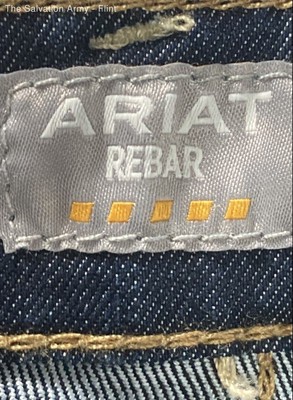 The Salvation Army - Flint
ARIAT
REBAR